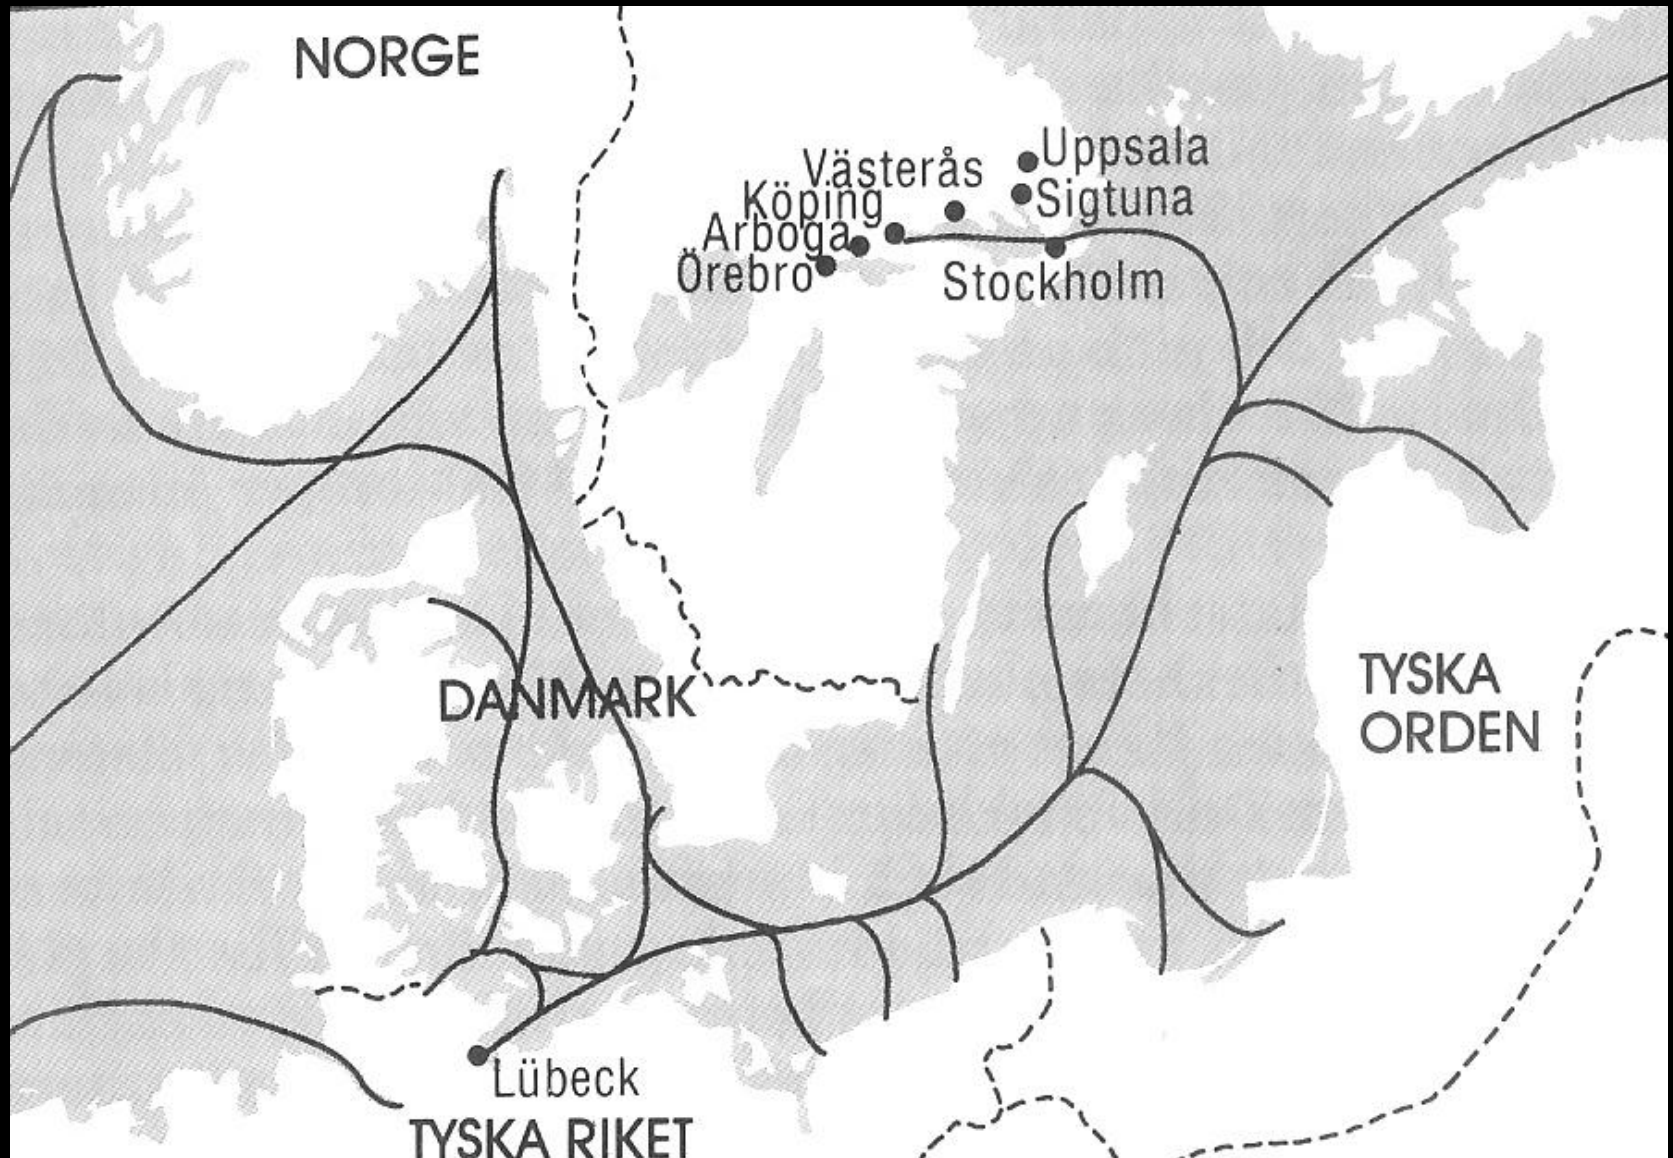 NORGE
Uppsala
Västerås
Sigtuna
Köping
Arboga
Örebro
Stockholm
DANMARK
TYSKA
ORDEN
Lübeck
TYSKA RIKET